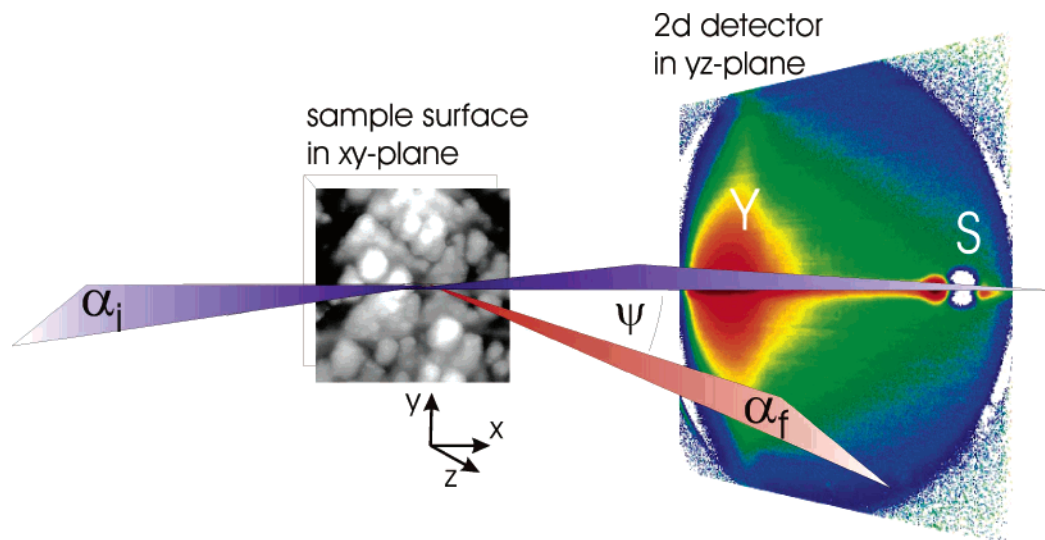 2d detector
in yz-plane
sample surface
in xy-plane
Y
S
αi
ψ
αf
y
x
z